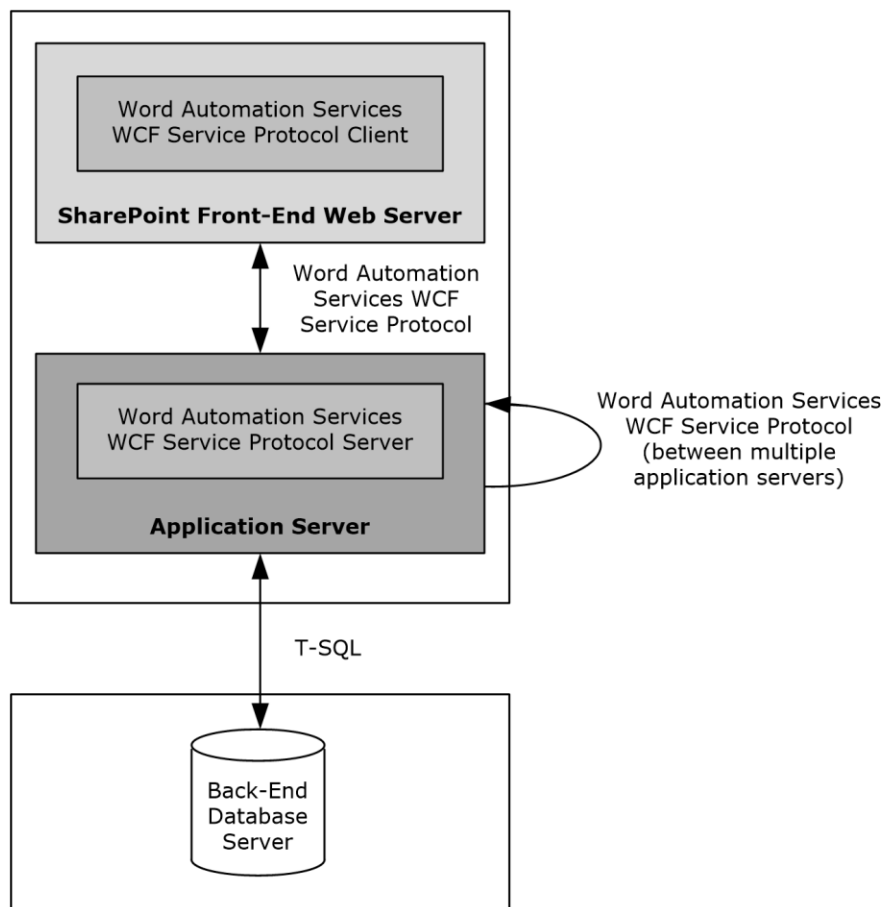 Word Automation Services
WCF Service Protocol Client
SharePoint Front-End Web Server
Word Automation
Services WCF
Service Protocol
Word Automation Services
WCF Service Protocol Server
Application Server
Word Automation Services
WCF Service Protocol
(between multiple
application servers)
T-SQL
Back-End
Database
Server